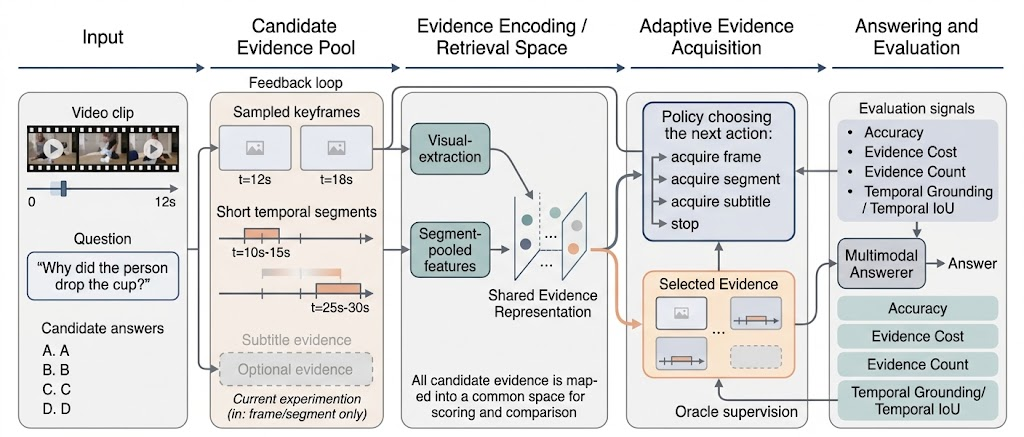 Input
Candidate
Evidence Pool
Evidence Encoding /
Retrieval Space
Adaptive Evidence
Acquisition
Answering and
Evaluation
Video clip
0
12s
Question
“Why did the person
drop the cup?”
Candidate answers
A. A
B. B
C. C
D. D
Feedback loop
Sampled keyframes
t=12s
t=18s
Short temporal segments
t=10s-15s
t=25s-30s
Subtitle evidence
Optional evidence
Current experimention
(in: frame/segment only)
Visual-
extraction
Segment-
pooled
features
...
...
Shared Evidence
Representation
All candidate evidence is map-
ed into a common space for
scoring and comparison
Policy choosing
the next action:
acquire frame
acquire segment
acquire subtitle
stop
Selected Evidence
...
Oracle supervision
Evaluation signals
• Accuracy
• Evidence Cost
• Evidence Count
• Temporal Grounding
/ Temporal IoU
Multimodal
Answerer
Answer
Accuracy
Evidence Cost
Evidence Count
Temporal Grounding/
Temporal IoU